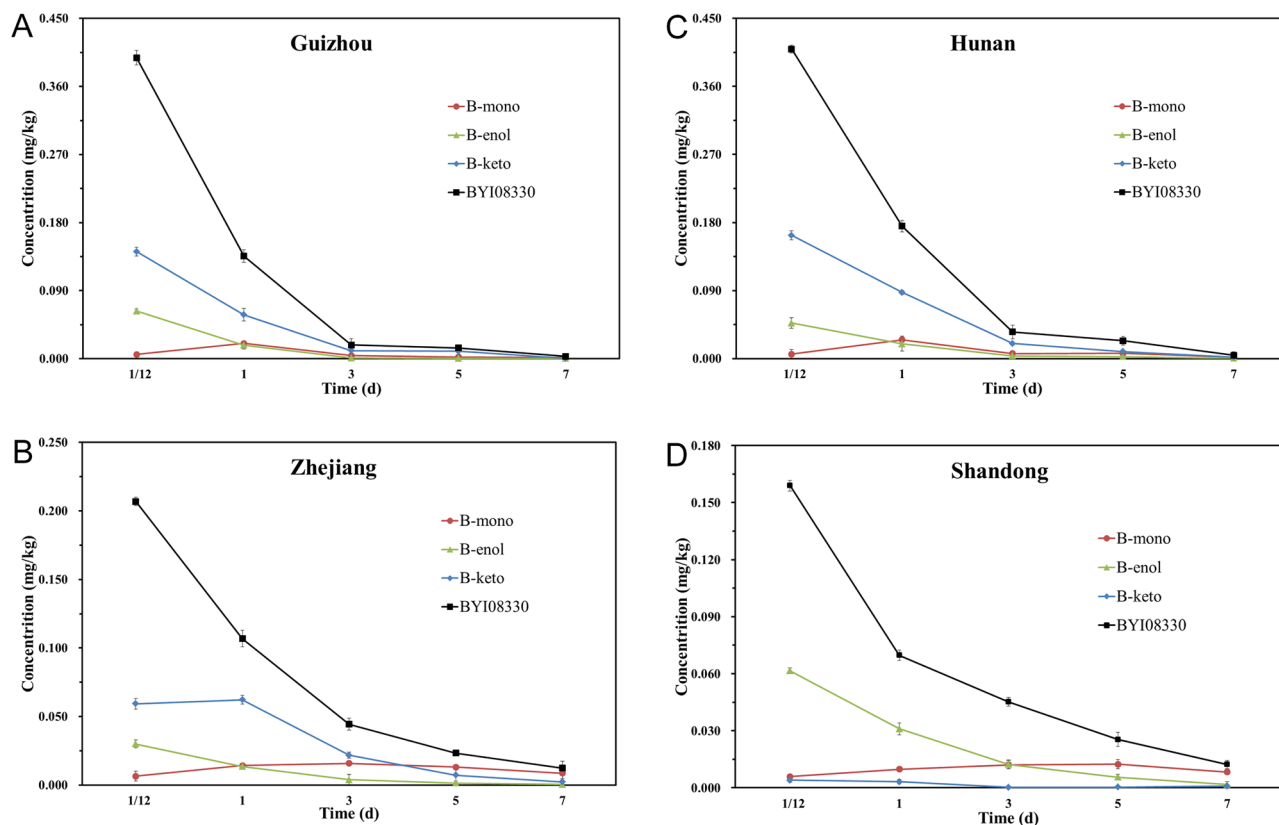 A
Guizhou
Concentrition (mg/kg)
0.450
0.360
0.270
0.180
0.090
0.000
B-mono
B-enol
B-keto
BYI08330
1/12 1 3 5 7
Time (d)
C
Hunan
Concentrition (mg/kg)
0.450
0.360
0.270
0.180
0.090
0.000
B-mono
B-enol
B-keto
BYI08330
1/12 1 3 5 7
Time (d)
B
Zhejiang
Concentrition (mg/kg)
0.250
0.200
0.150
0.100
0.050
0.000
B-mono
B-enol
B-keto
BYI08330
1/12 1 3 5 7
Time (d)
D
Shandong
Concentrition (mg/kg)
0.180
0.150
0.120
0.090
0.060
0.030
0.000
B-mono
B-enol
B-keto
BYI08330
1/12 1 3 5 7
Time (d)